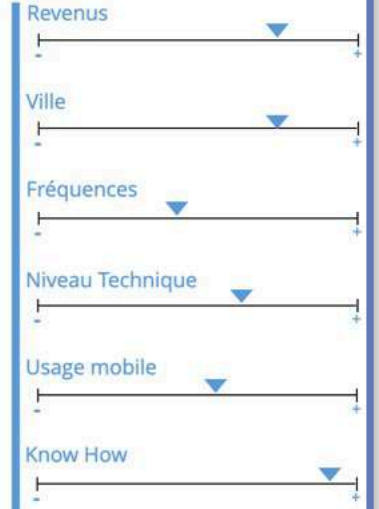 Revenus
- +
Ville
- +
Fréquences
- +
Niveau Technique
- +
Usage mobile
- +
Know How
- +